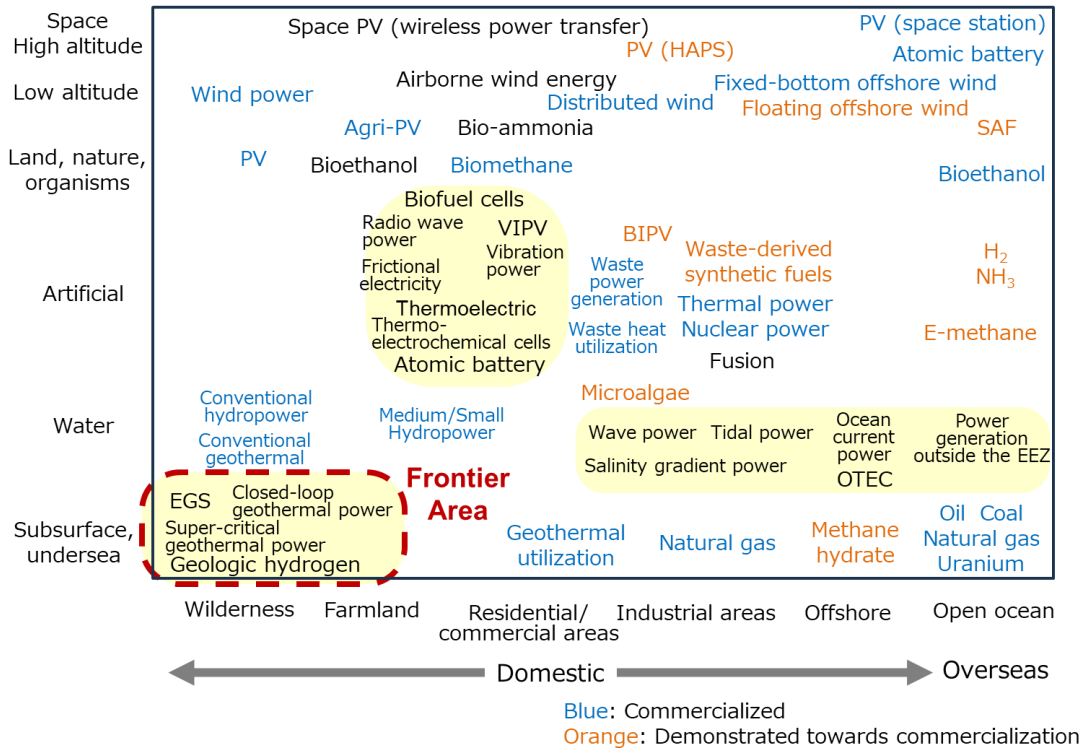 Space
High altitude
Space PV (wireless power transfer)
PV (HAPS)
PV (space station)
Atomic battery
Low altitude
Wind power
Airborne wind energy
Distributed wind
Fixed-bottom offshore wind
Floating offshore wind
Agri-PV
Bio-ammonia
SAF
Land, nature,
organisms
PV
Bioethanol
Biomethane
Bioethanol
Artificial
Biofuel cells
Radio wave
power
VIPV
Vibration
power
Frictional
electricity
Thermoelectric
Thermo-
electrochemical cells
Atomic battery
BIPV
Waste
power
generation
Waste heat
utilization
Waste-derived
synthetic fuels
Thermal power
Nuclear power
Fusion
H₂
NH₃
E-methane
Water
Conventional
hydropower
Conventional
geothermal
Medium/Small
Hydropower
Microalgae
Wave power
Tidal power
Salinity gradient power
Ocean
current
power
OTEC
Power
generation
outside the EEZ
Subsurface,
undersea
EGS
Closed-loop
geothermal power
Super-critical
geothermal power
Geologic hydrogen
Frontier
Area
Geothermal
utilization
Natural gas
Methane
hydrate
Oil Coal
Natural gas
Uranium
Wilderness
Farmland
Residential/
commercial areas
Industrial areas
Offshore
Open ocean
Domestic
Overseas
Blue: Commercialized
Orange: Demonstrated towards commercialization